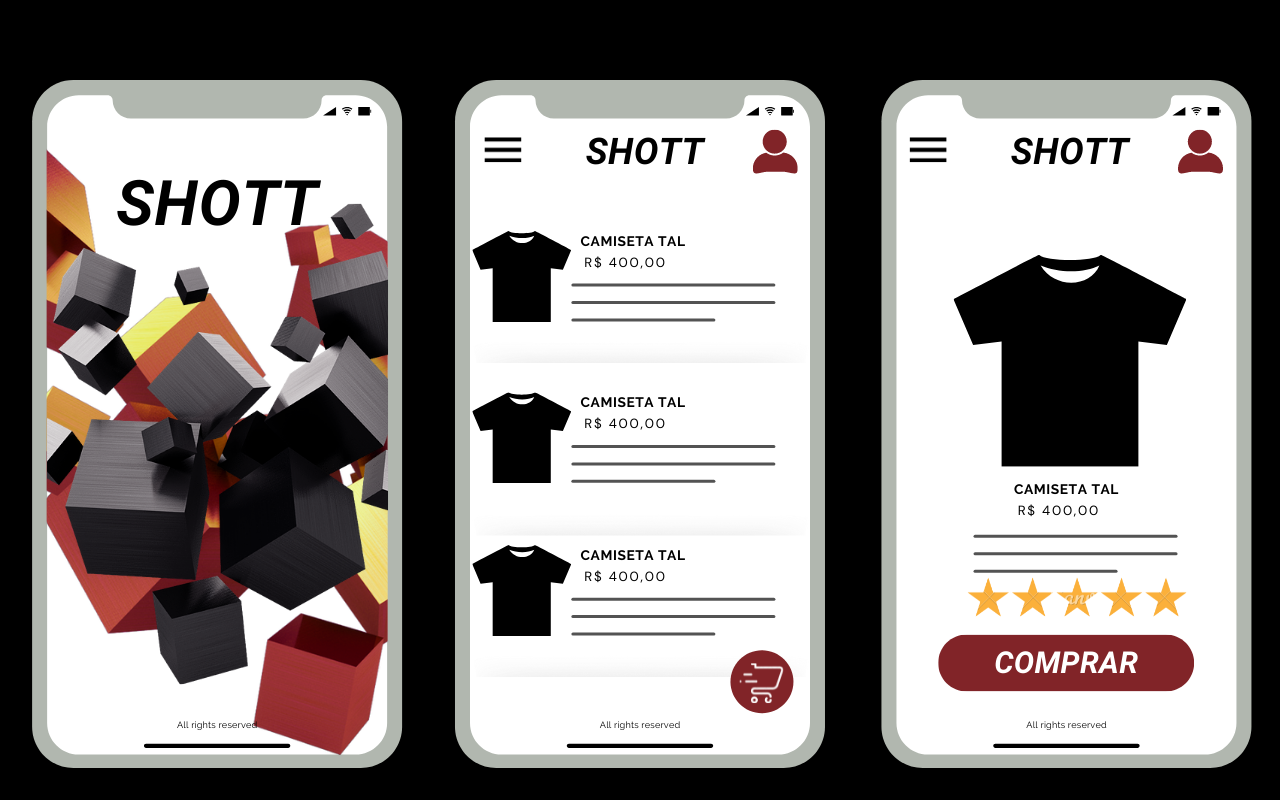 SHOTT
All rights reserved
SHOTT
CAMISETA TAL
R$ 400,00
CAMISETA TAL
R$ 400,00
CAMISETA TAL
R$ 400,00
All rights reserved
SHOTT
CAMISETA TAL
R$ 400,00
COMPRAR
All rights reserved